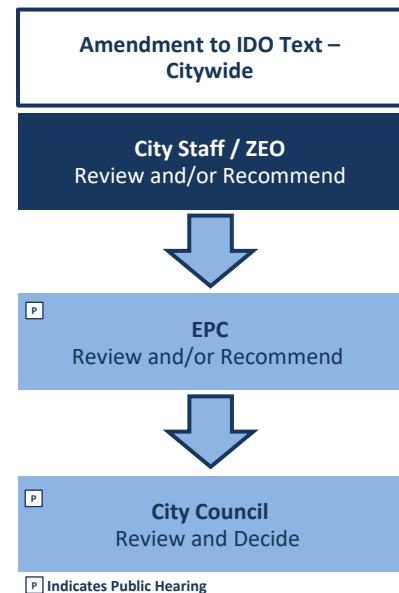 Amendment to IDO Text –
Citywide
City Staff / ZEO
Review and/or Recommend
P
EPC
Review and/or Recommend
P
City Council
Review and Decide
P Indicates Public Hearing